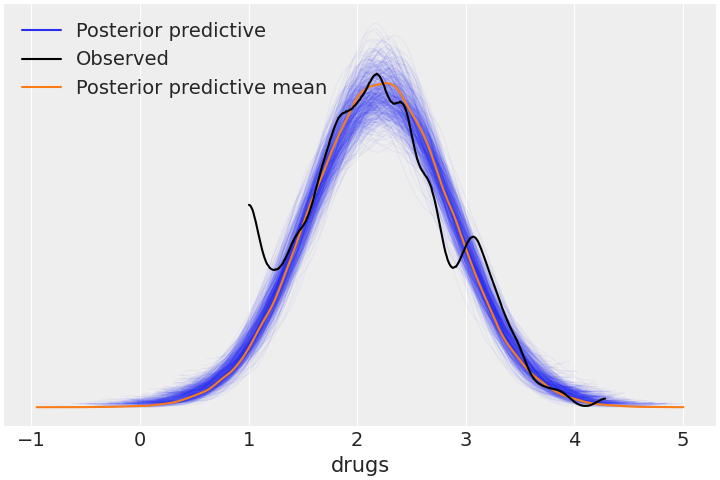 Posterior predictive
Observed
Posterior predictive mean
−1 0 1 2 3 4 5
drugs